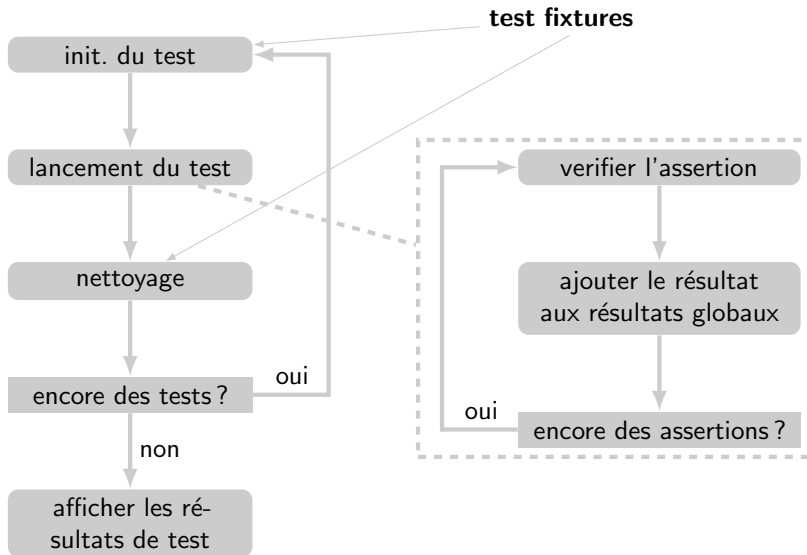 test fixtures
init. du test
lancement du test
nettoyage
encore des tests ?
oui
non
afficher les ré-
sultats de test
verifier l'assertion
ajouter le résultat
aux résultats globaux
encore des assertions ?
oui